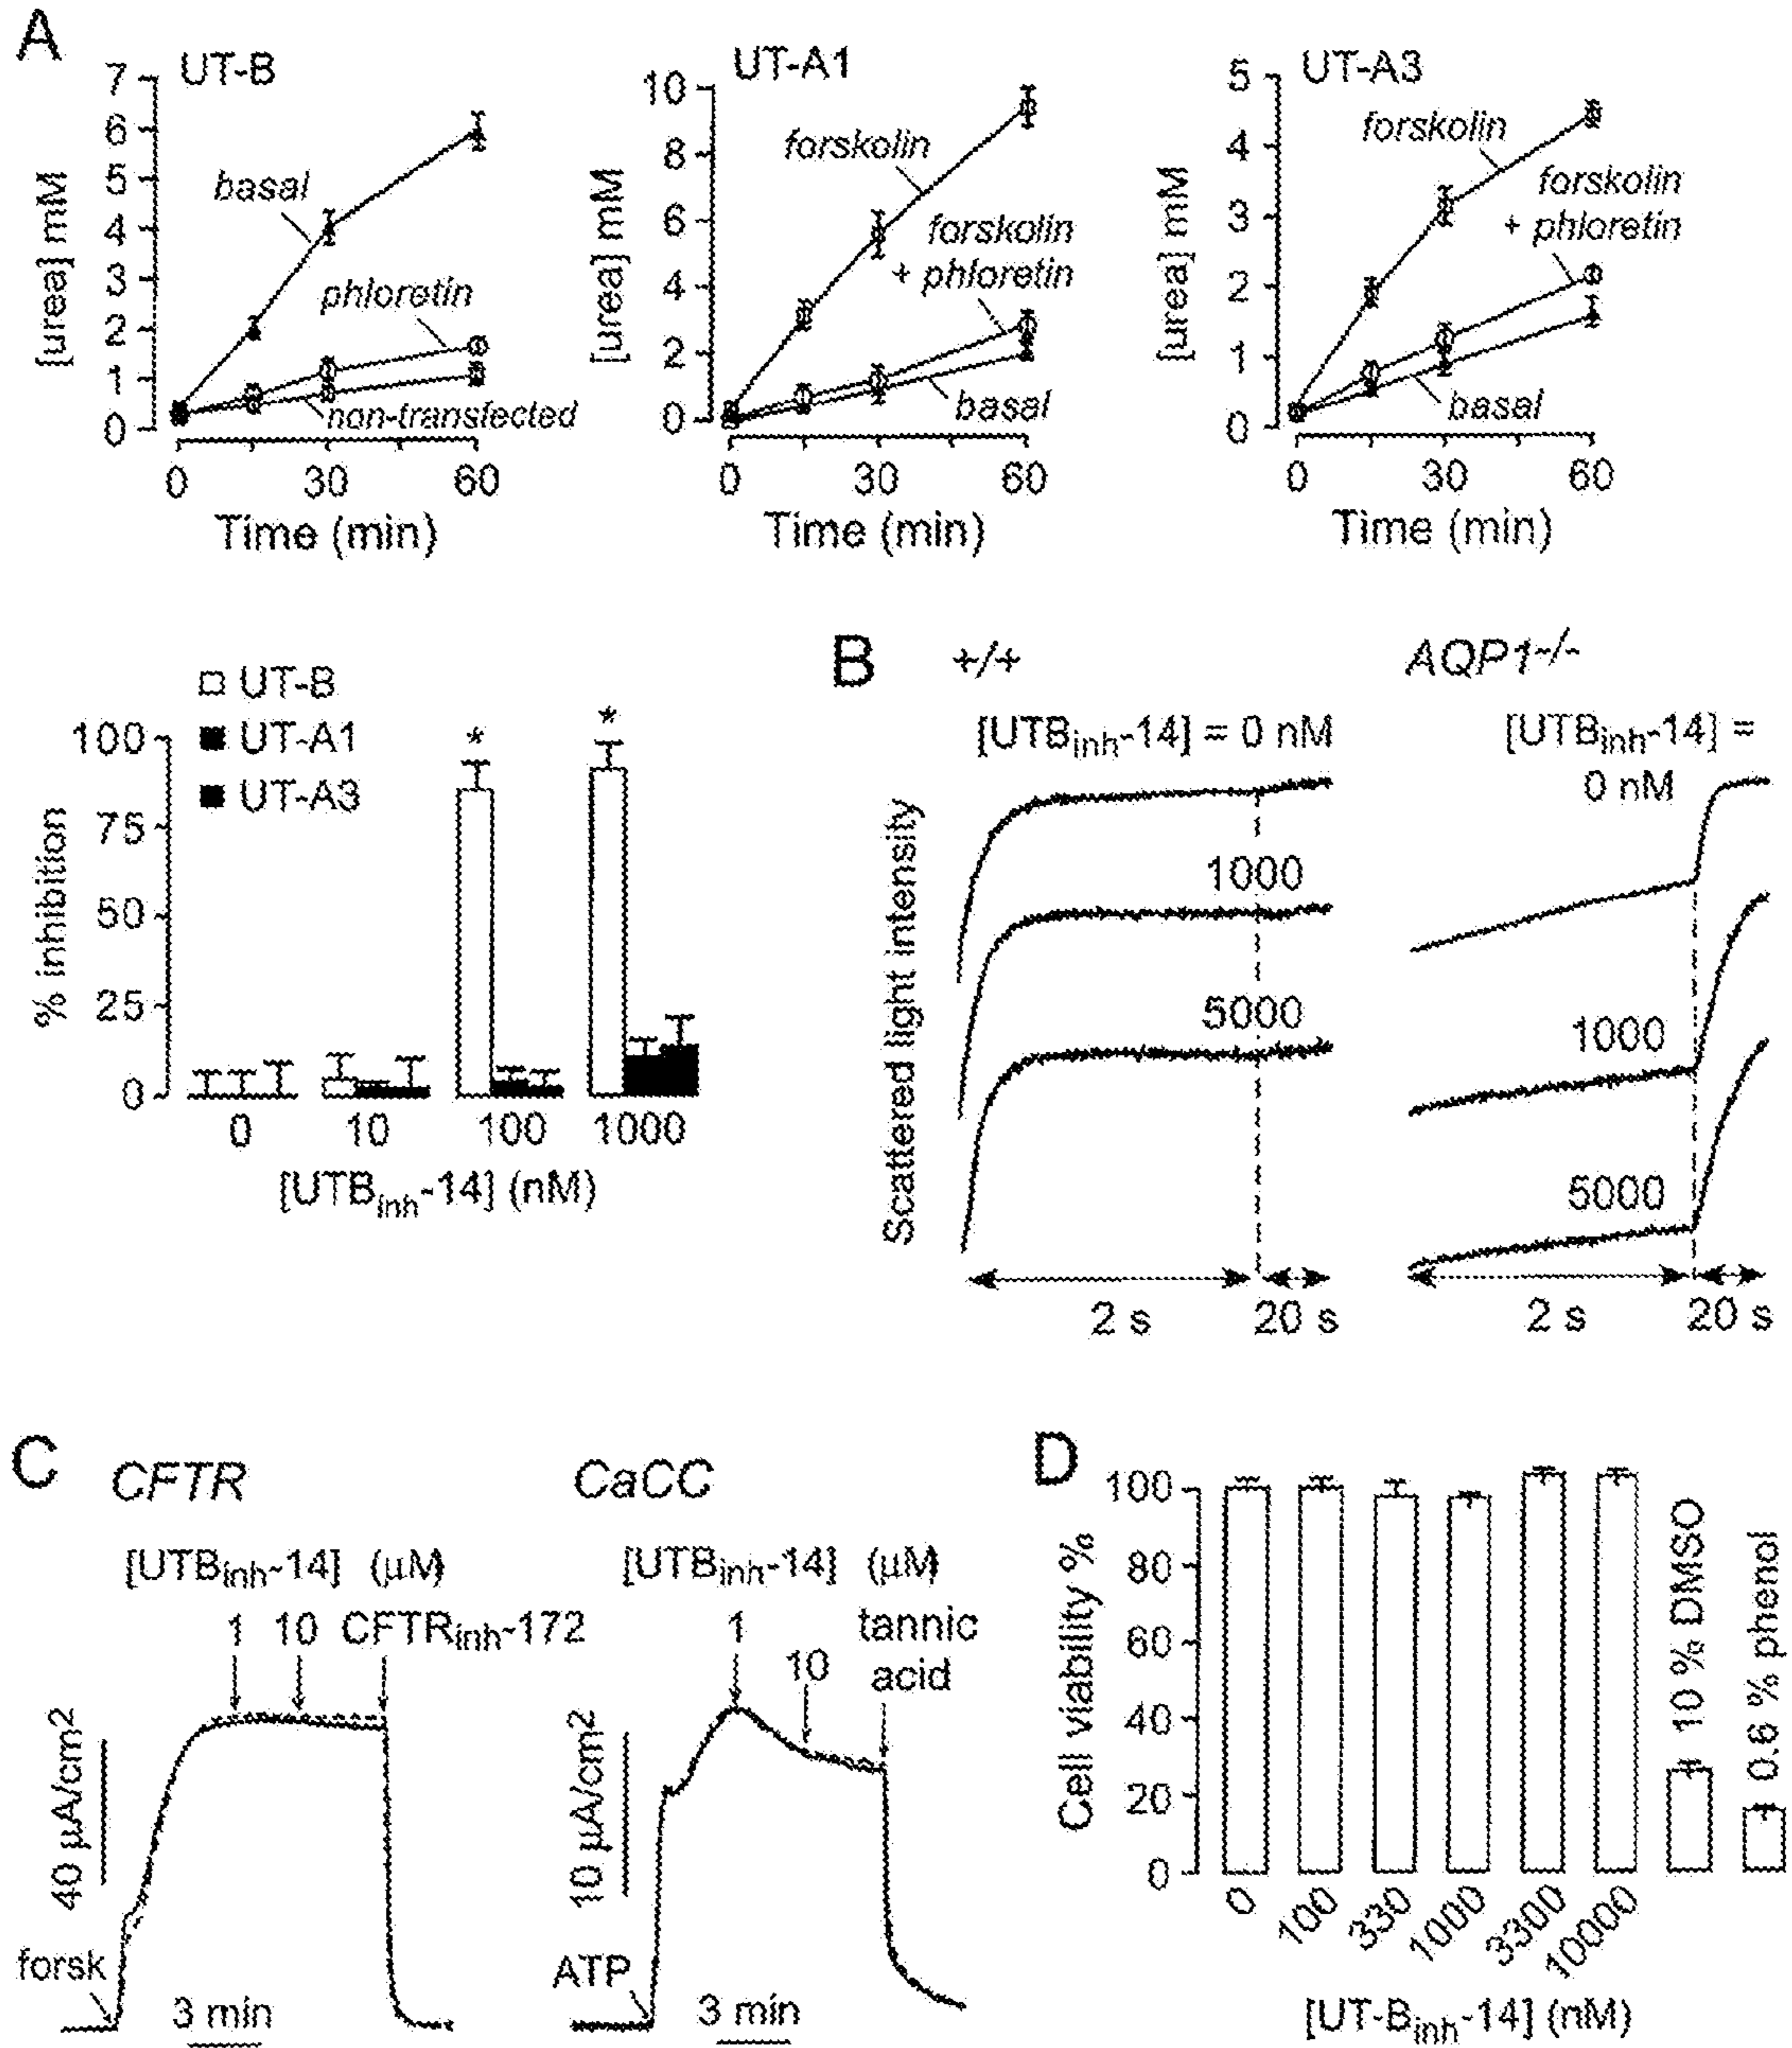 A
UT-B
7
6
5
4
3
2
1
0
[urea] mM
basal
phloretin
non-transfected
0 30 60
Time (min)
UT-A1
10
8
6
4
2
0
[urea] mM
forskolin
forskolin
+ phloretin
basal
0 30 60
Time (min)
UT-A3
5
4
3
2
1
0
[urea] mM
forskolin
forskolin
+ phloretin
basal
0 30 60
Time (min)
UT-B
UT-A1
UT-A3
100
75
50
25
0
% inhibition
* *
0 10 100 1000
[UTBinh-14] (nM)
B
+/+
AQP1-/-
[UTBinh-14] = 0 nM
1000
5000
Scattered light intensity
2 s 20 s
[UTBinh-14] =
0 nM
1000
5000
2 s 20 s
C
CFTR
[UTBinh-14] (µM)
1 10 CFTRinh-172
40 µA/cm2
forsk
3 min
CaCC
[UTBinh-14] (µM)
1
10
tannic
acid
10 µA/cm2
ATP
3 min
D
100
80
60
40
20
0
Cell viability %
10 % DMSO
0.6 % phenol
0 100 330 1000 3300 10000
[UT-Binh-14] (nM)